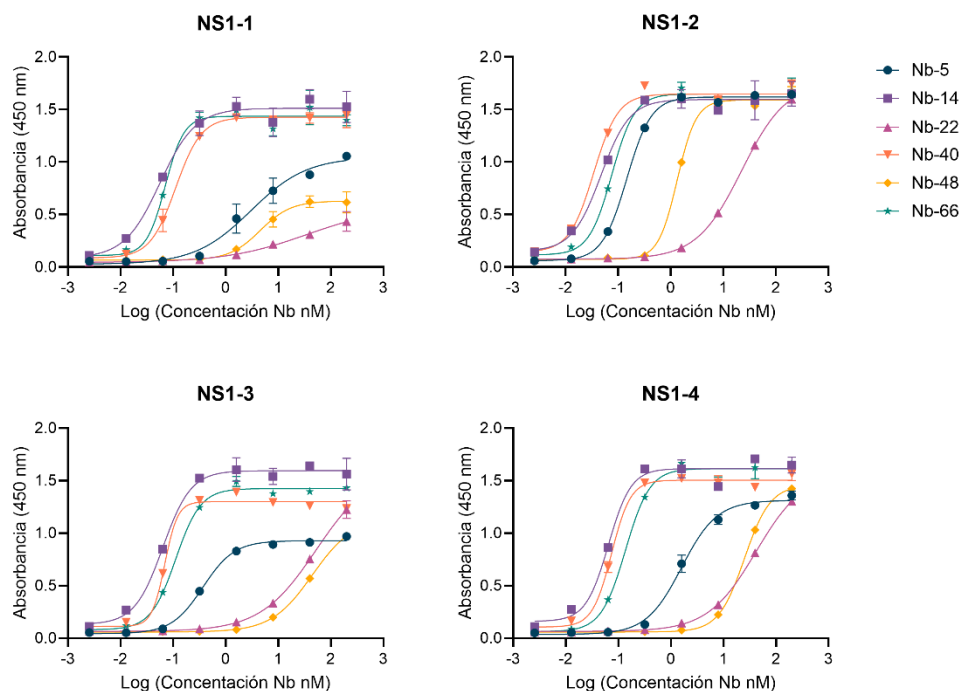 NS1-1
NS1-2
2.0
1.5
1.0
0.5
0.0
Absorbancia (450 nm)
-3 -2 -1 0 1 2 3
Log (Concentación Nb nM)
2.0
1.5
1.0
0.5
0.0
Absorbancia (450 nm)
-3 -2 -1 0 1 2 3
Log (Concentación Nb nM)
Nb-5
Nb-14
Nb-22
Nb-40
Nb-48
Nb-66
NS1-3
NS1-4
2.0
1.5
1.0
0.5
0.0
Absorbancia (450 nm)
-3 -2 -1 0 1 2 3
Log (Concentación Nb nM)
2.0
1.5
1.0
0.5
0.0
Absorbancia (450 nm)
-3 -2 -1 0 1 2 3
Log (Concentación Nb nM)